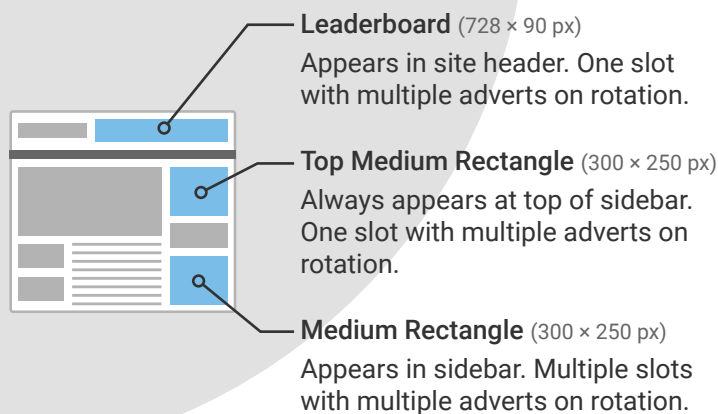 Leaderboard (728 × 90 px)
Appears in site header. One slot
with multiple adverts on rotation.
Top Medium Rectangle (300 × 250 px)
Always appears at top of sidebar.
One slot with multiple adverts on
rotation.
Medium Rectangle (300 × 250 px)
Appears in sidebar. Multiple slots
with multiple adverts on rotation.